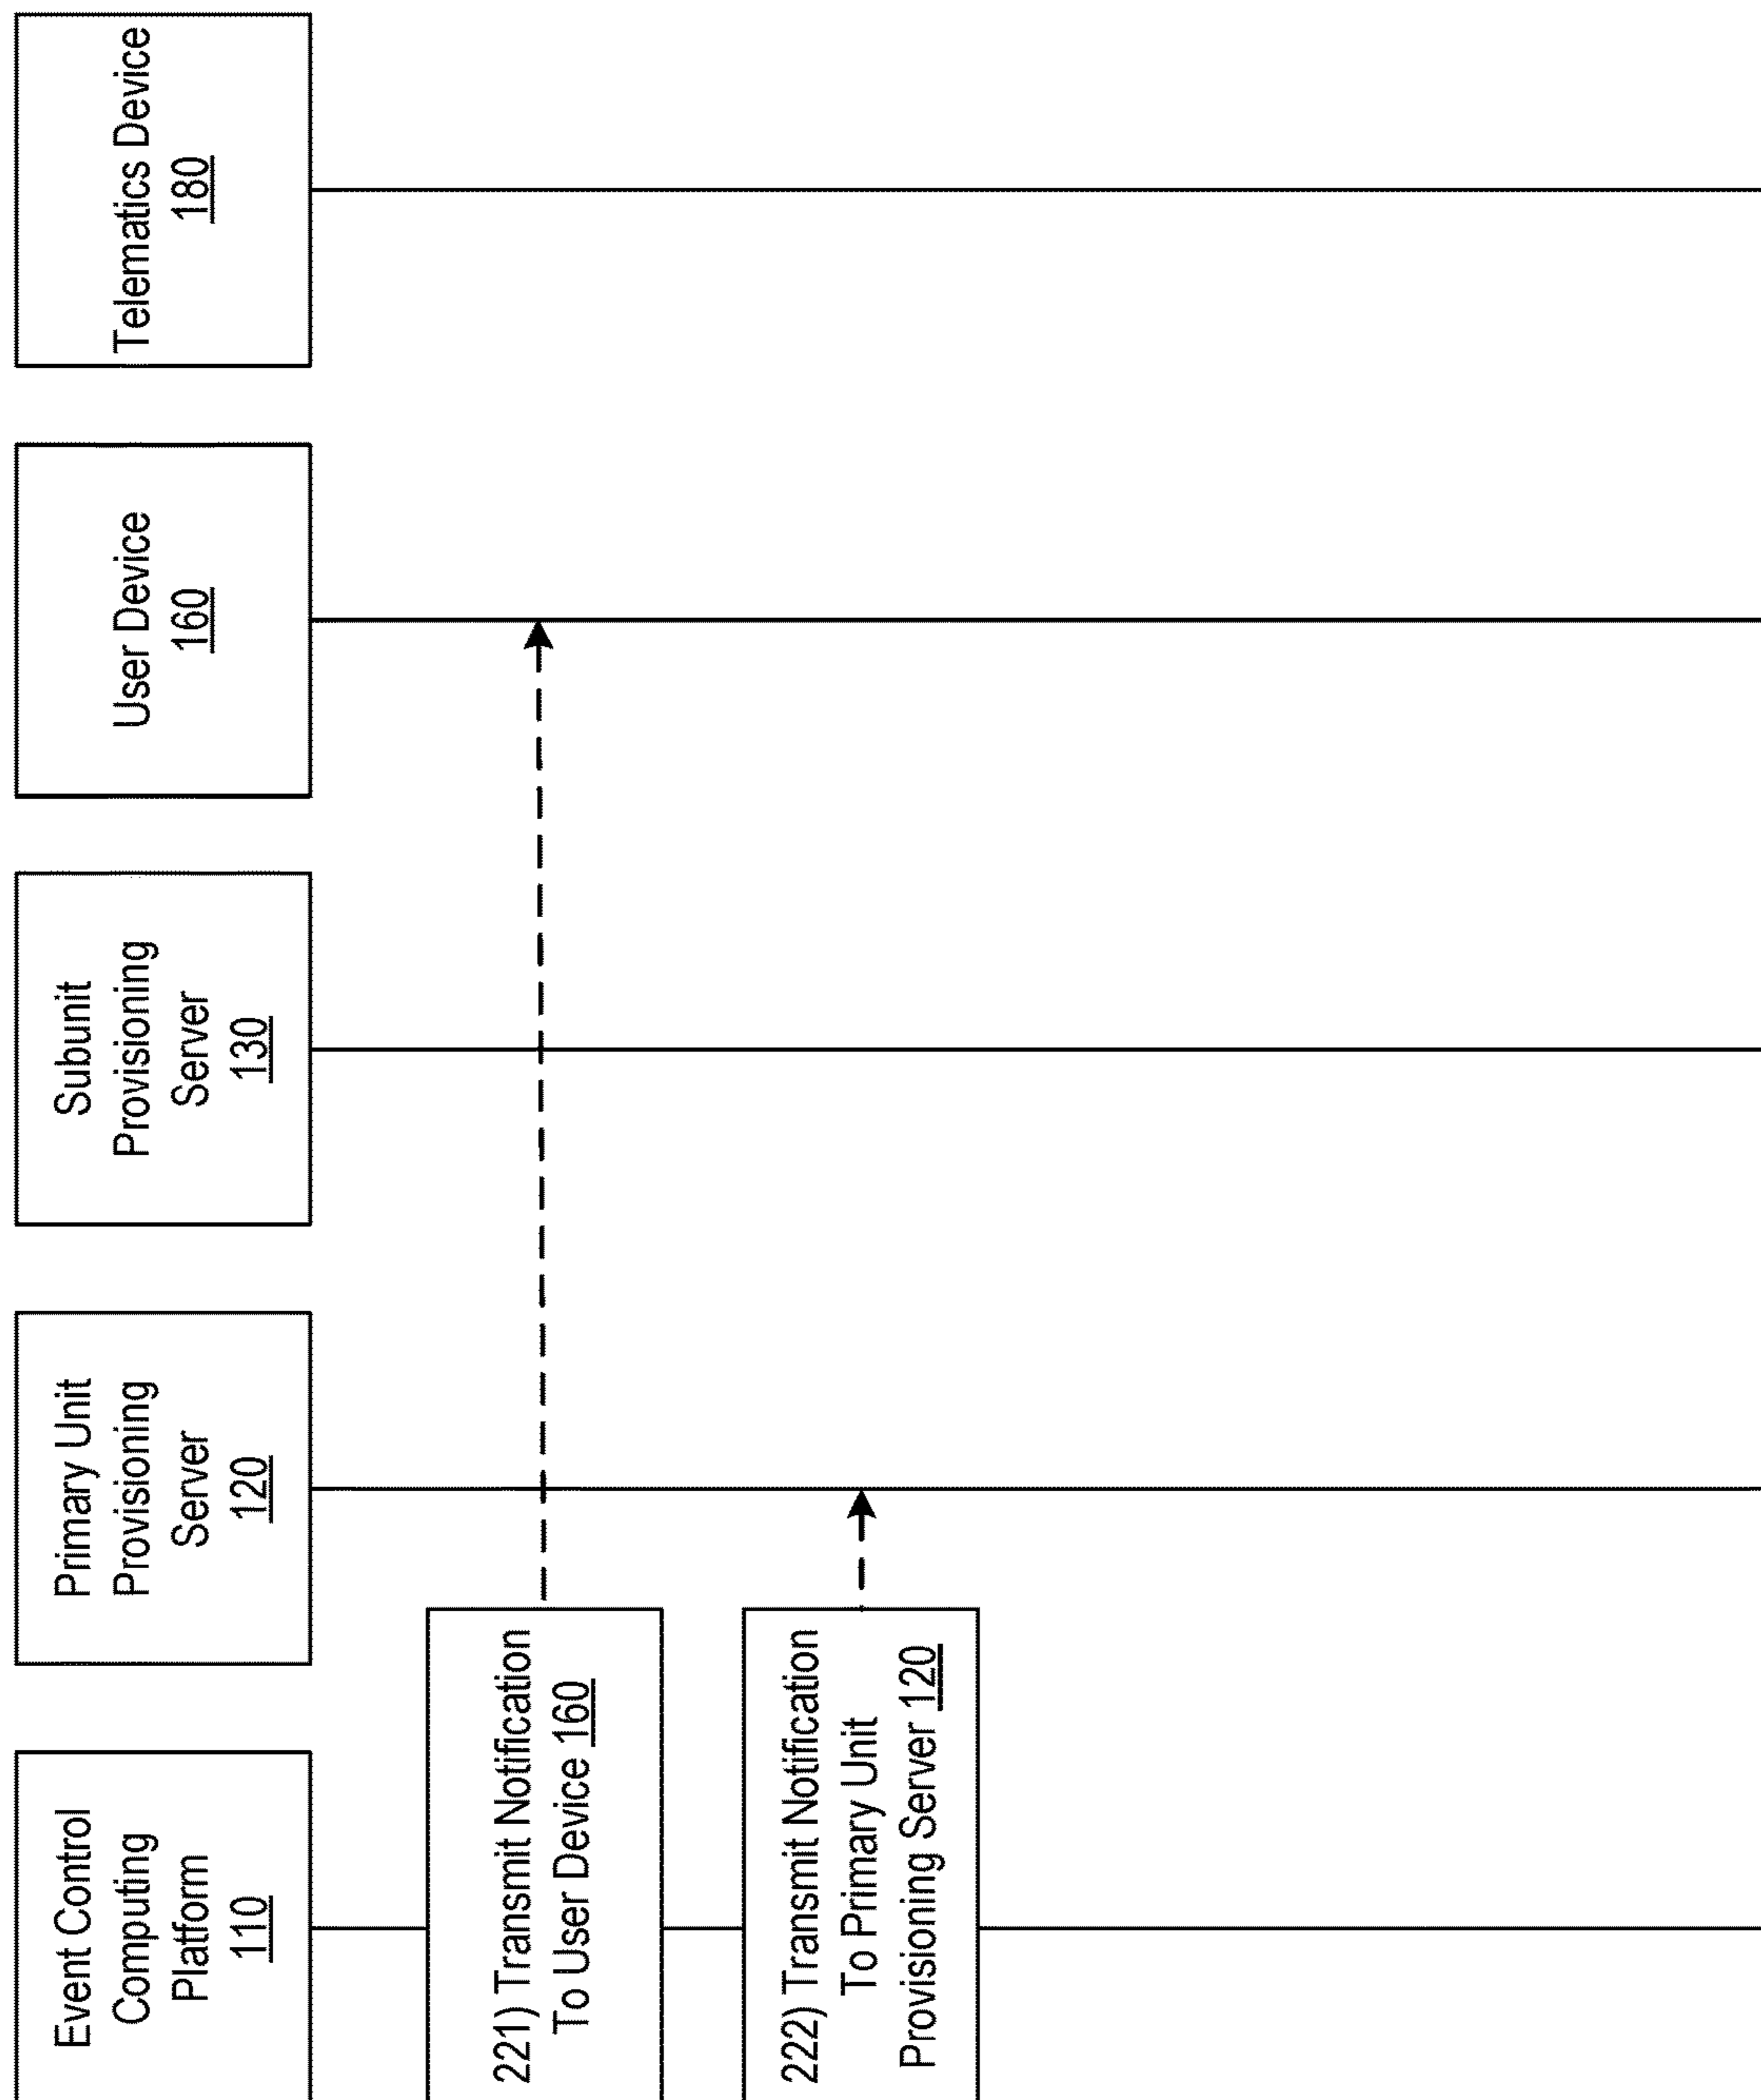 Event Control
Computing
Platform
110
Primary Unit
Provisioning
Server
120
Subunit
Provisioning
Server
130
User Device
160
Telematics Device
180
221) Transmit Notification
To User Device 160
222) Transmit Notification
To Primary Unit
Provisioning Server 120